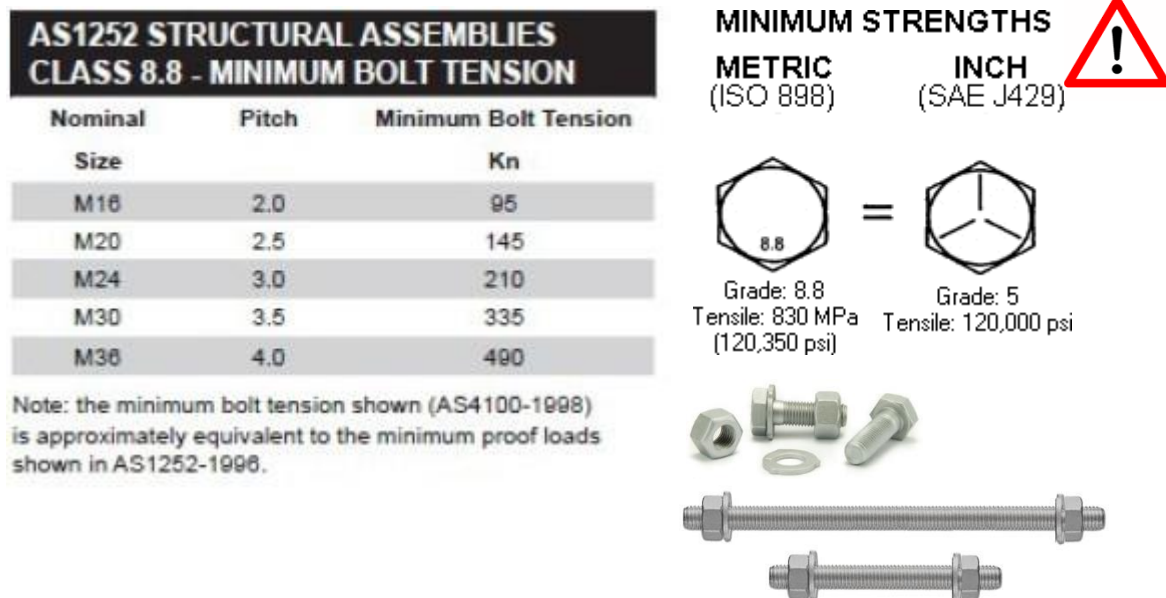 AS1252 STRUCTURAL ASSEMBLIES
CLASS 8.8 - MINIMUM BOLT TENSION
Nominal Pitch Minimum Bolt Tension
Size Kn
M16 2.0 95
M20 2.5 145
M24 3.0 210
M30 3.5 335
M36 4.0 490
Note: the minimum bolt tension shown (AS4100-1998)
is approximately equivalent to the minimum proof loads
shown in AS1252-1996.
MINIMUM STRENGTHS
!
METRIC INCH
(ISO 898) (SAE J429)
8.8 =
Grade: 8.8
Tensile: 830 MPa
(120,350 psi)
Grade: 5
Tensile: 120,000 psi